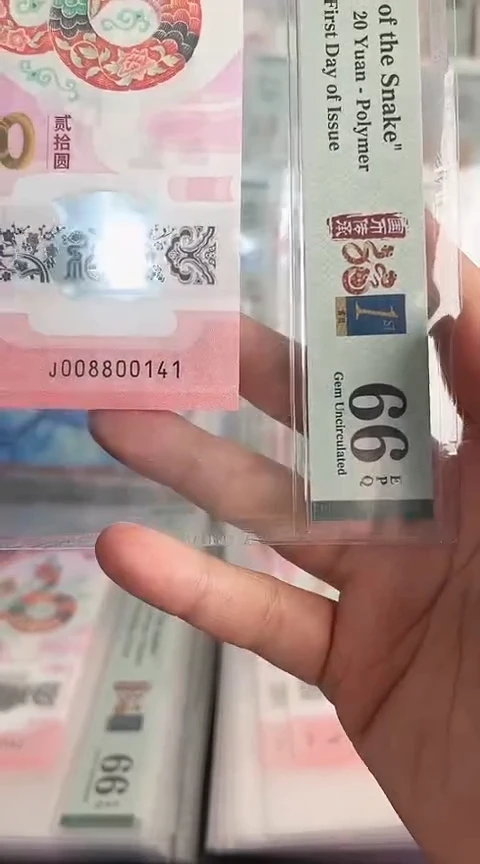 贰拾圆
J008800141
of the Snake"
20 Yuan - Polymer
First Day of Issue
1ST
66 EPQ
Gem Uncirculated
66